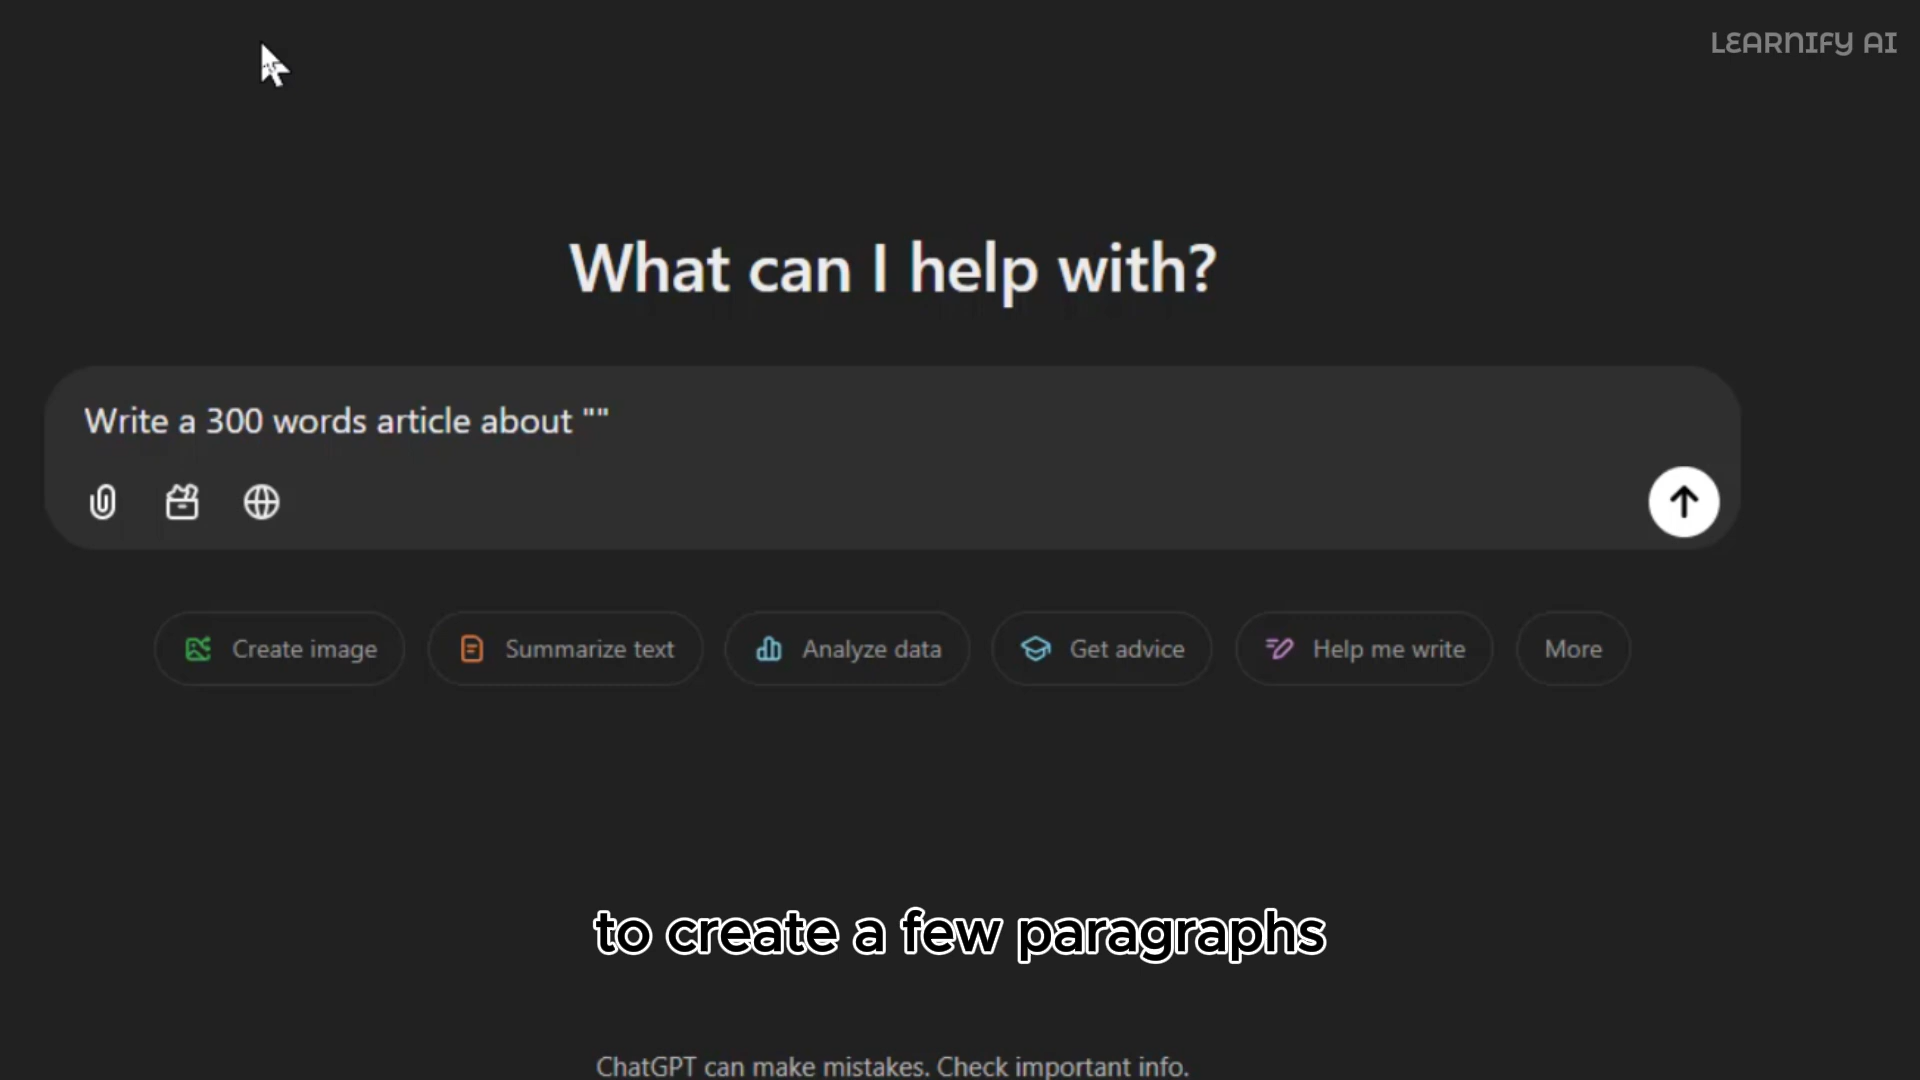 LEARNIFY AI
What can I help with?
Write a 300 words article about ""
Create image
Summarize text
Analyze data
Get advice
Help me write
More
to create a few paragraphs
ChatGPT can make mistakes. Check important info.